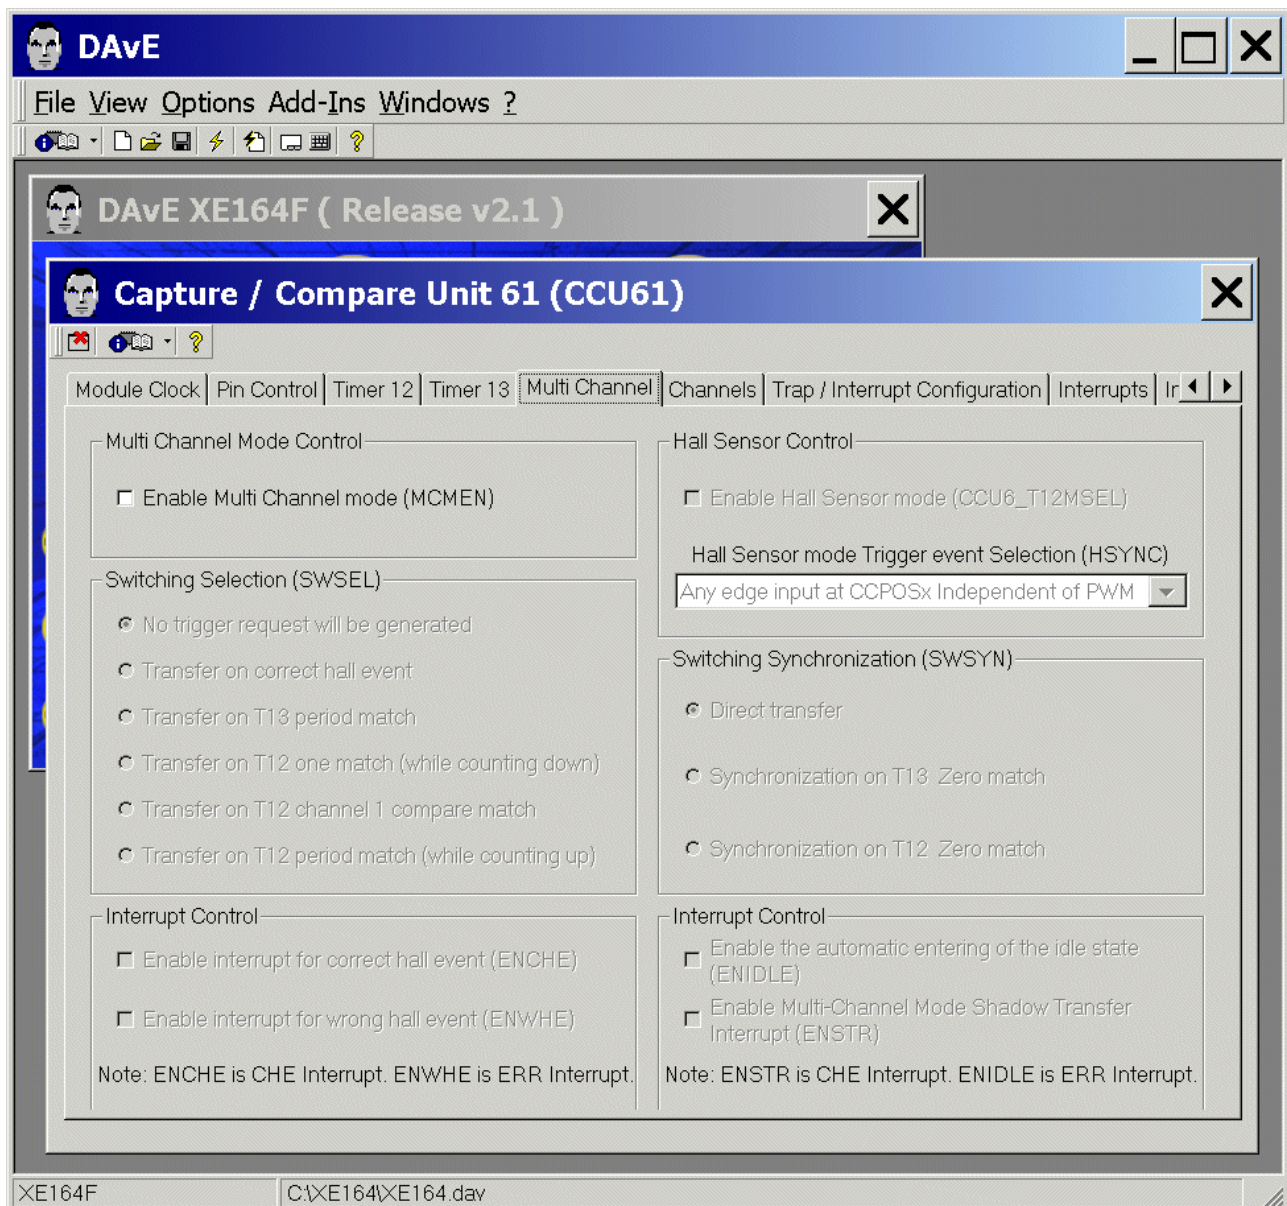 DAvE
File View Options Add-Ins Windows ?
DAvE XE164F ( Release v2.1 )
Capture / Compare Unit 61 (CCU61)
Module Clock Pin Control Timer 12 Timer 13 Multi Channel Channels Trap / Interrupt Configuration Interrupts Ir
Multi Channel Mode Control
Enable Multi Channel mode (MCMEN)
Switching Selection (SWSEL)
No trigger request will be generated
Transfer on correct hall event
Transfer on T13 period match
Transfer on T12 one match (while counting down)
Transfer on T12 channel 1 compare match
Transfer on T12 period match (while counting up)
Interrupt Control
Enable interrupt for correct hall event (ENCHE)
Enable interrupt for wrong hall event (ENWHE)
Note: ENCHE is CHE Interrupt. ENWHE is ERR Interrupt.
Hall Sensor Control
Enable Hall Sensor mode (CCU6_T12MSEL)
Hall Sensor mode Trigger event Selection (HSYNC)
Any edge input at CCPOSx Independent of PWM
Switching Synchronization (SWSYN)
Direct transfer
Synchronization on T13 Zero match
Synchronization on T12 Zero match
Interrupt Control
Enable the automatic entering of the idle state
(ENIDLE)
Enable Multi-Channel Mode Shadow Transfer
Interrupt (ENSTR)
Note: ENSTR is CHE Interrupt. ENIDLE is ERR Interrupt.
XE164F C:\XE164\XE164.dav